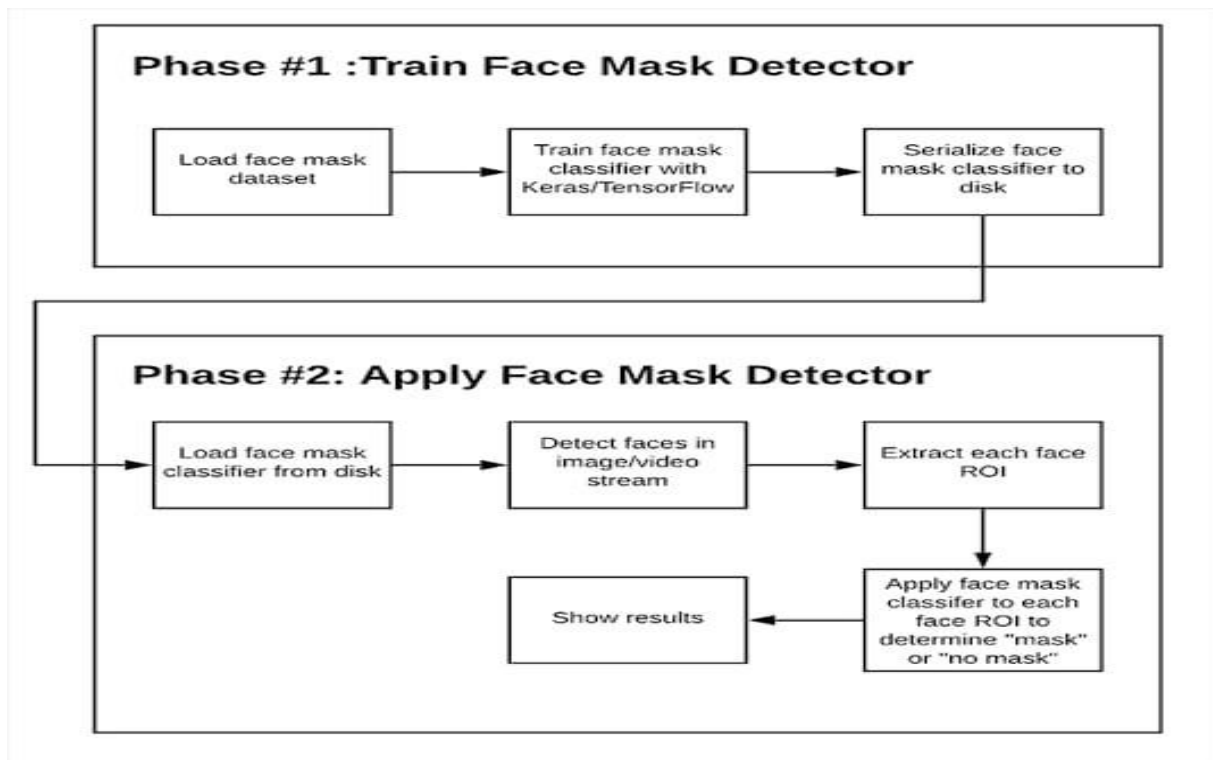 Phase #1 :Train Face Mask Detector
Load face mask
dataset
Train face mask
classifier with
Keras/TensorFlow
Serialize face
mask classifier to
disk
Phase #2: Apply Face Mask Detector
Load face mask
classifier from disk
Detect faces in
image/video
stream
Extract each face
ROI
Apply face mask
classifer to each
face ROI to
determine "mask"
or "no mask"
Show results